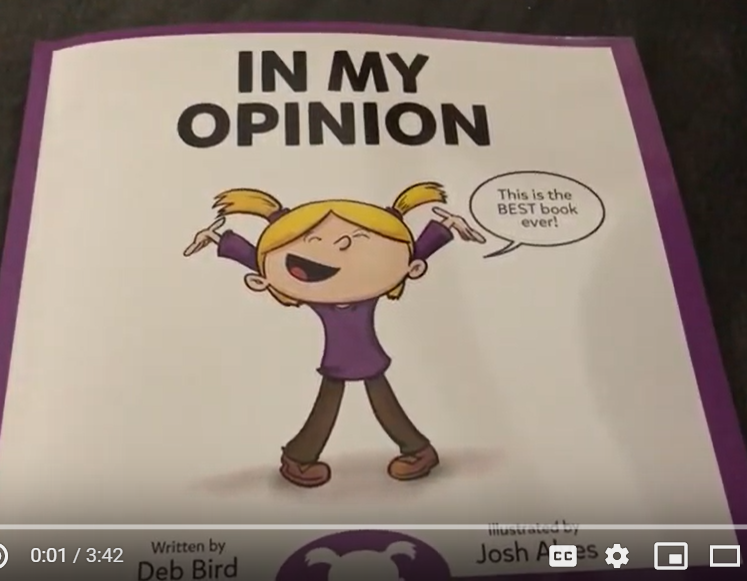 IN MY
OPINION
This is the
BEST book
ever!
Written by
Deb Bird
illustrated by
Josh
0:01 / 3:42
CC